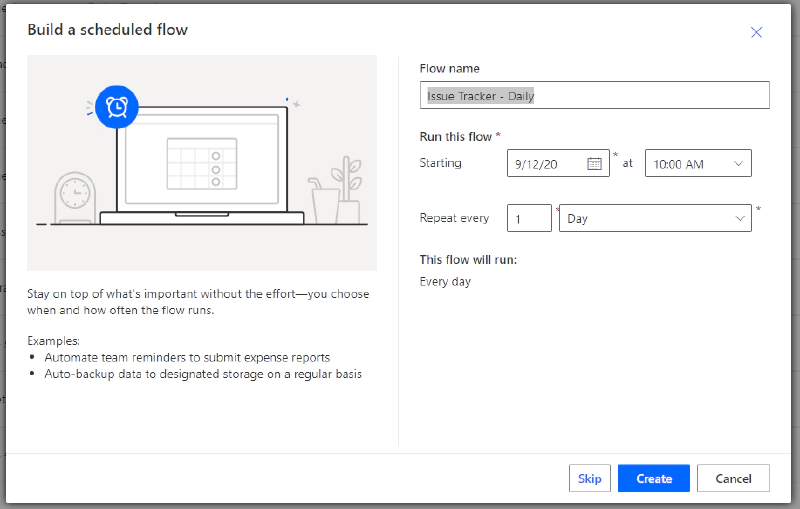 Build a scheduled flow
Stay on top of what's important without the effort—you choose
when and how often the flow runs.
Examples:
• Automate team reminders to submit expense reports
• Auto-backup data to designated storage on a regular basis
Flow name
Issue Tracker - Daily
Run this flow *
Starting 9/12/20 * at 10:00 AM
Repeat every 1 * Day *
This flow will run:
Every day
Skip Create Cancel